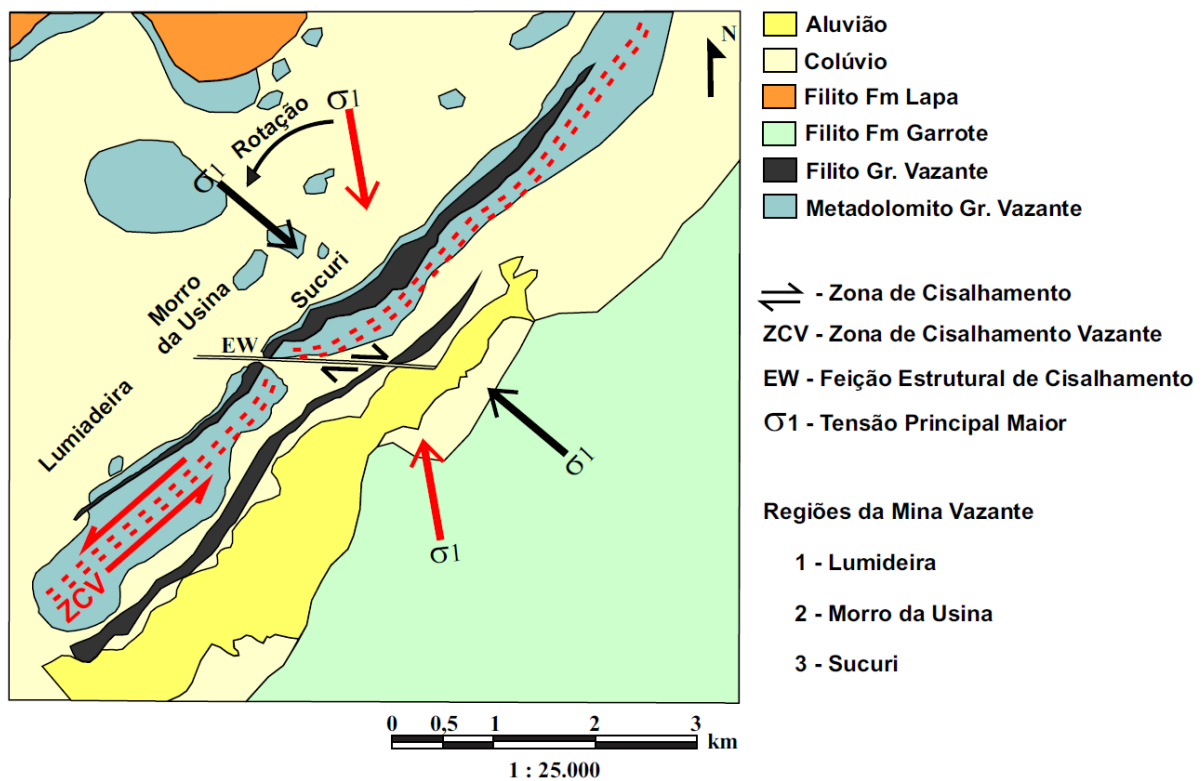 N
σ1
Rotação
σ1
Sucuri
Morro
da Usina
EW
Lumiadeira
σ1
σ1
ZCV
Aluvião
Colúvio
Filito Fm Lapa
Filito Fm Garrote
Filito Gr. Vazante
Metadolomito Gr. Vazante
- Zona de Cisalhamento
ZCV - Zona de Cisalhamento Vazante
EW - Feição Estrutural de Cisalhamento
σ1 - Tensão Principal Maior
Regiões da Mina Vazante
1 - Lumideira
2 - Morro da Usina
3 - Sucuri
0 0,5 1 2 3
km
1 : 25.000